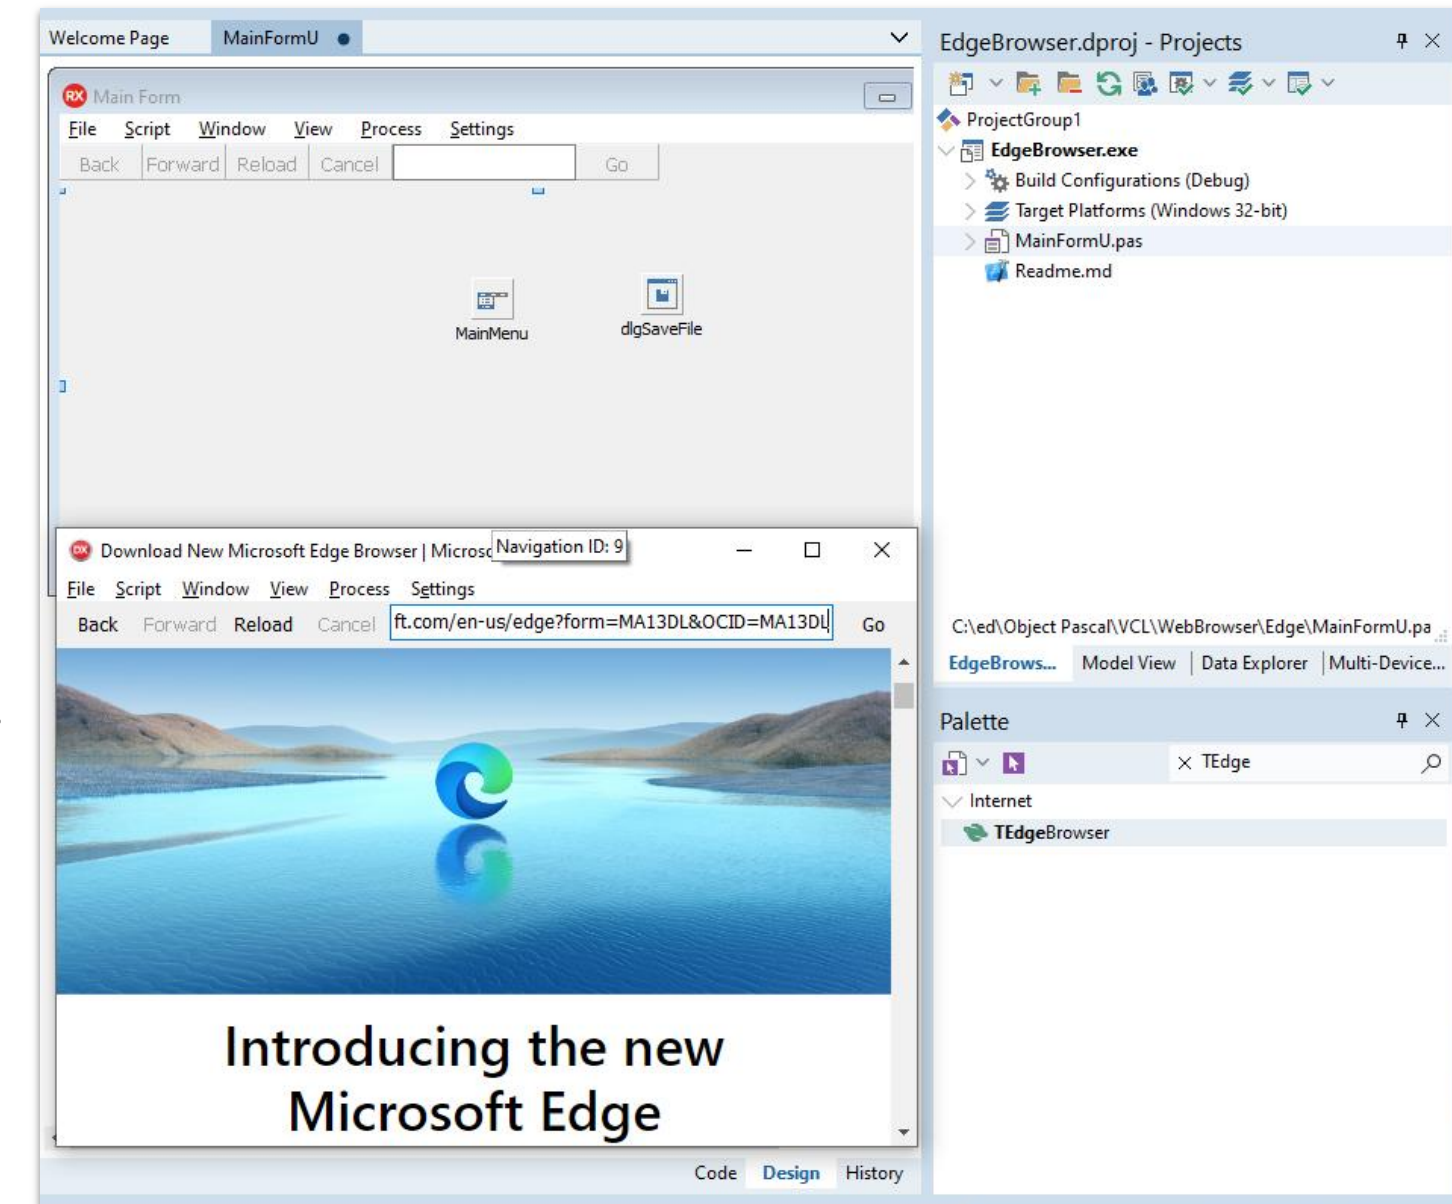 Welcome Page MainFormU
Main Form
File Script Window View Process Settings
Back Forward Reload Cancel Go
MainMenu dlgSaveFile
Download New Microsoft Edge Browser | Microsc Navigation ID: 9
File Script Window View Process Settings
Back Forward Reload Cancel ft.com/en-us/edge?form=MA13DL&OCID=MA13DL Go
Introducing the new
Microsoft Edge
Code Design History
EdgeBrowser.dproj - Projects
ProjectGroup1
EdgeBrowser.exe
Build Configurations (Debug)
Target Platforms (Windows 32-bit)
MainFormU.pas
Readme.md
C:\ed\Object Pascal\VCL\WebBrowser\Edge\MainFormU.pa
EdgeBrows... Model View Data Explorer Multi-Device...
Palette
TEdge
Internet
TEdgeBrowser